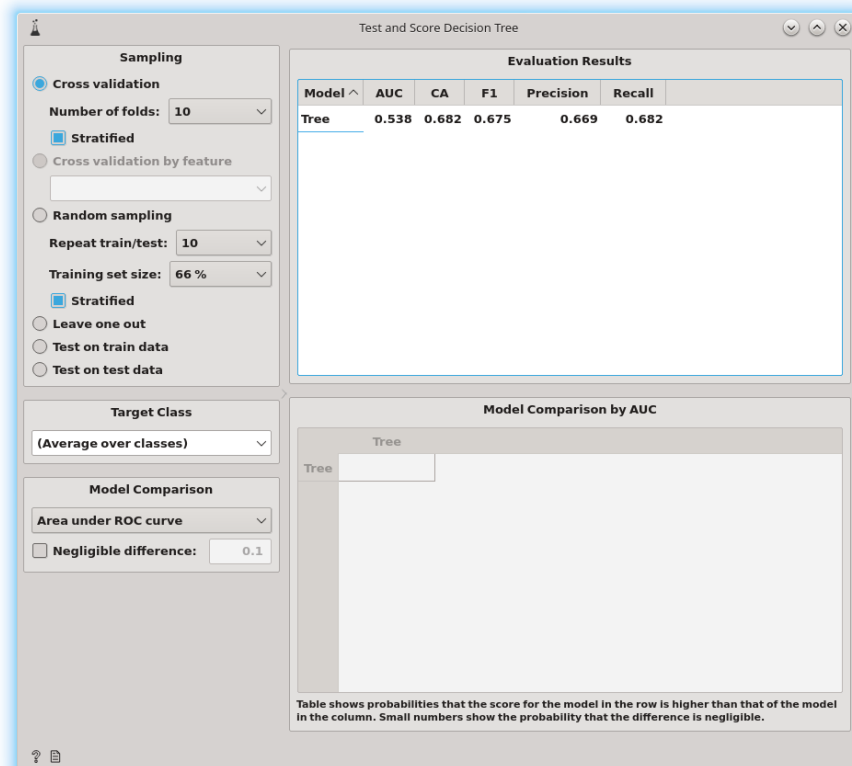 Test and Score Decision Tree
Sampling
Cross validation
Number of folds: 10
Stratified
Cross validation by feature
Random sampling
Repeat train/test: 10
Training set size: 66 %
Stratified
Leave one out
Test on train data
Test on test data
Target Class
(Average over classes)
Model Comparison
Area under ROC curve
Negligible difference: 0.1
?
Evaluation Results
Model AUC CA F1 Precision Recall
Tree 0.538 0.682 0.675 0.669 0.682
Model Comparison by AUC
Tree
Tree
Table shows probabilities that the score for the model in the row is higher than that of the model
in the column. Small numbers show the probability that the difference is negligible.